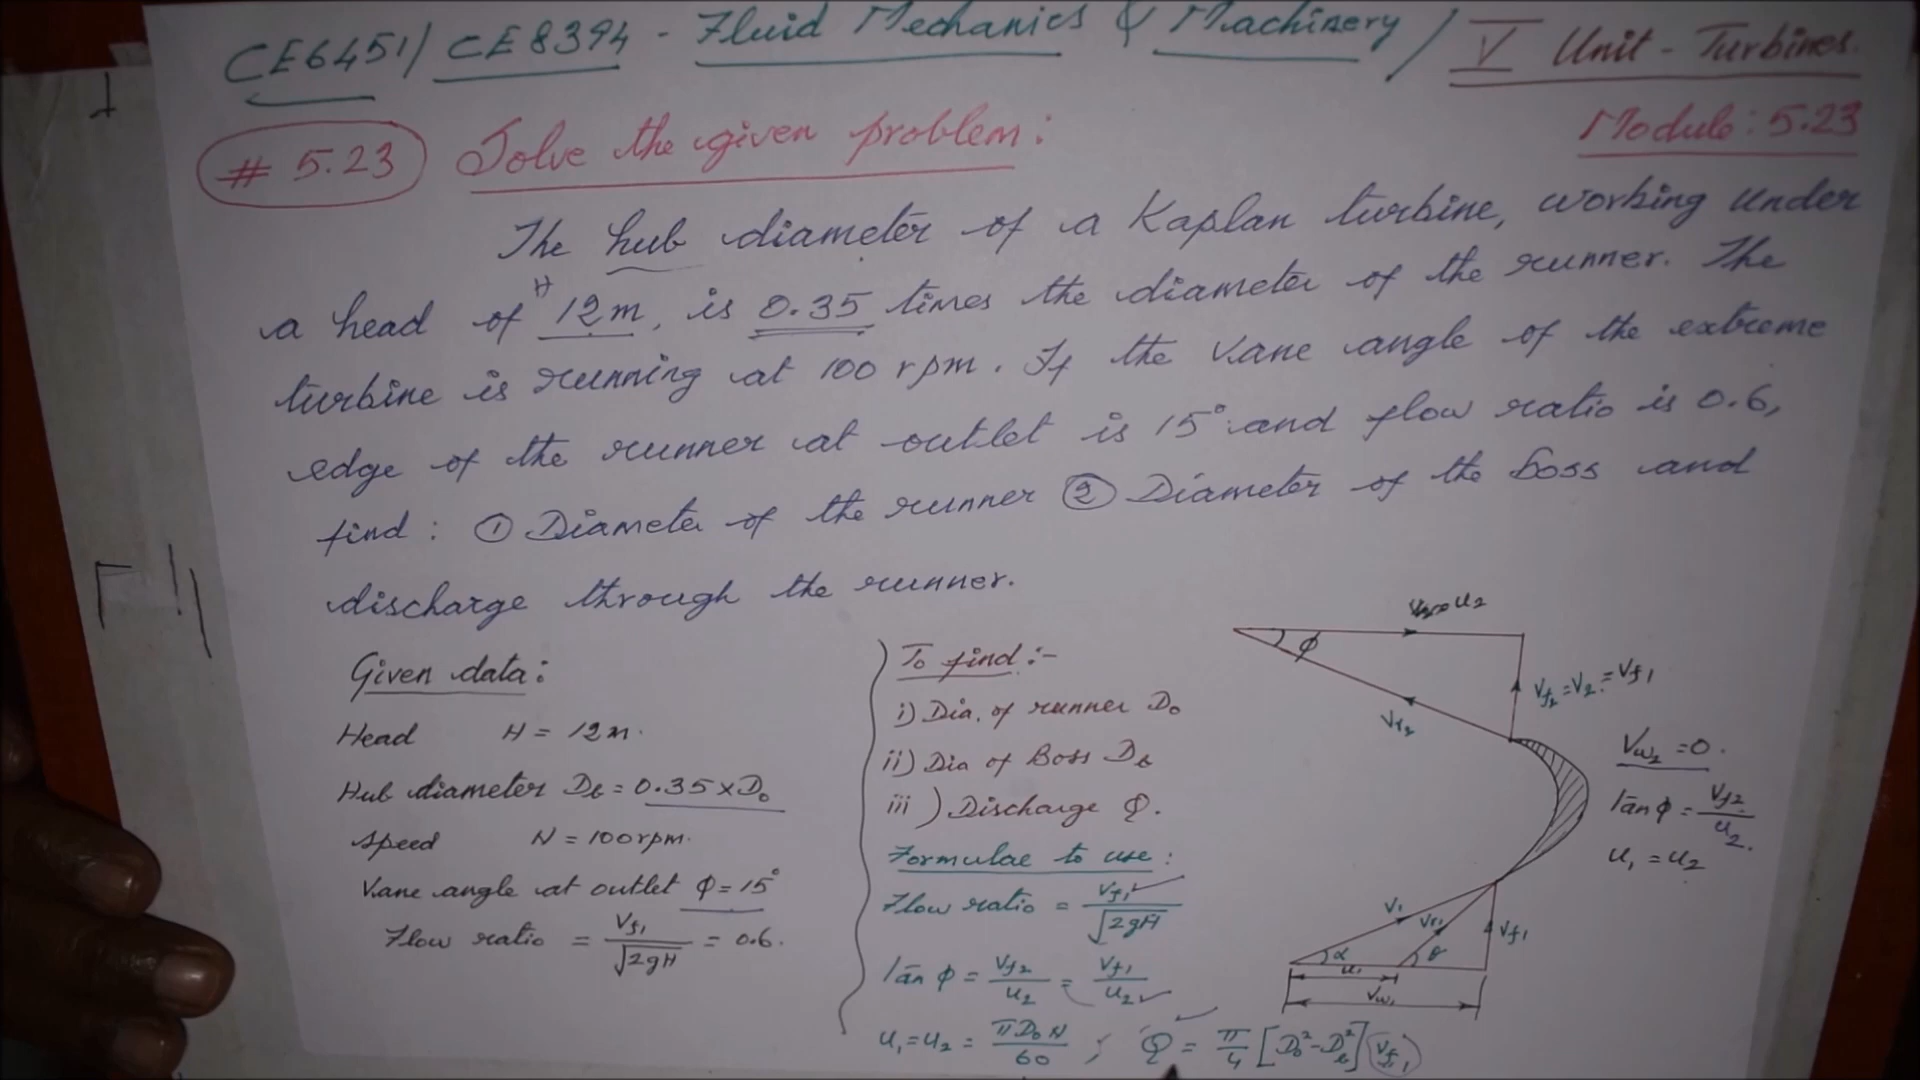 CE6451/ CE8394 - Fluid Mechanics & Machinery / V Unit - Turbines.
Module: 5.23
# 5.23 Solve the given problem:
The hub diameter of a Kaplan turbine, working under
a head of H 12m, is 0.35 times the diameter of the runner. The
turbine is running at 100 rpm. If the vane angle of the extreme
edge of the runner at outlet is 15° and flow ratio is 0.6,
find: ① Diameter of the runner ② Diameter of the boss and
discharge through the runner.
Given data:
Head H = 12m.
Hub diameter Db = 0.35 x Do
Speed N = 100rpm.
Vane angle at outlet φ = 15°
Flow ratio = Vf1 / √2gH = 0.6.
To find :-
i) Dia. of runner Do
ii) Dia of Boss Db
iii) Discharge Q.
Formulae to use:
Flow ratio = Vf1 / √2gH
tan φ = Vf2 / u2 = Vf1 / u2
u1 = u2 = πDoN / 60 ; Q = π/4 [Do² - Db²] Vf1
u2
φ
Vf2 = V2 = Vf1
Vr2
Vw2 = 0.
tan φ = Vf2 / u2.
u1 = u2
V1
Vr1
Vf1
α
θ
u1
Vw1